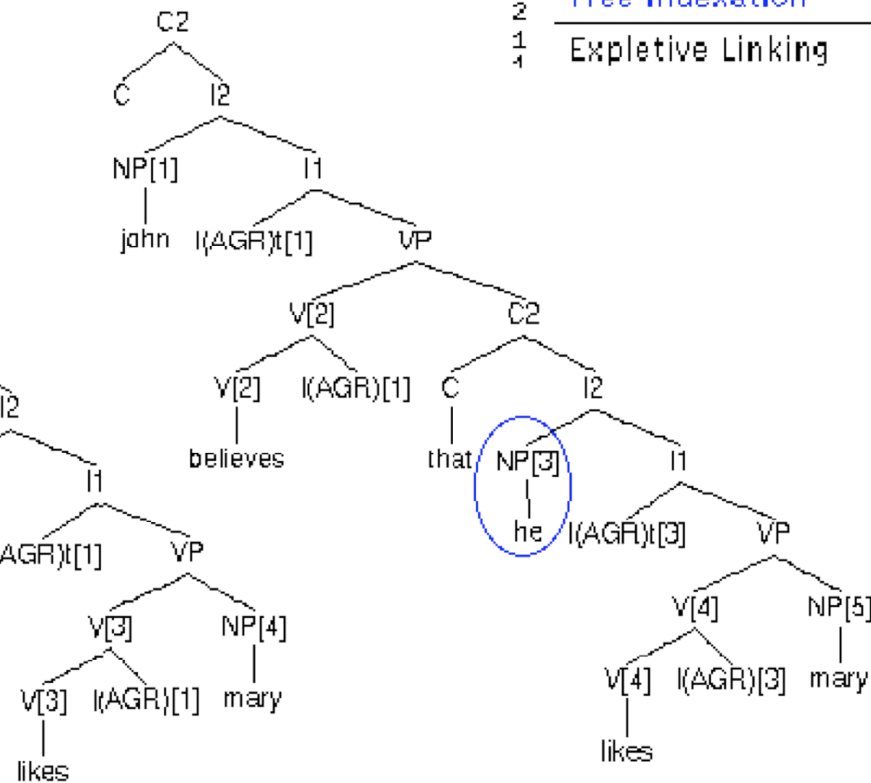 C2
2
1
Expletive Linking
C I2
NP[1] I1
john I(AGR)t[1] VP
V[2] C2
V[2] I(AGR)[1] C I2
I2
believes that NP[3] I1
I1
he I(AGR)t[3] VP
AGR)t[1] VP
V[4] NP[5]
V[3] NP[4]
V[4] I(AGR)[3] mary
V[3] I(AGR)[1] mary
likes
likes